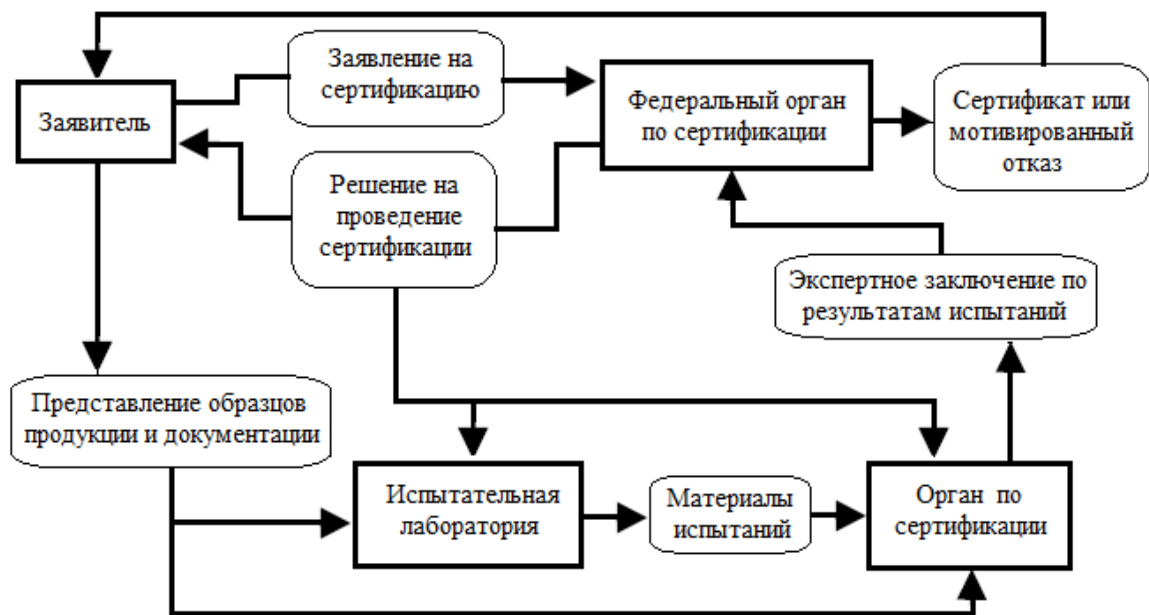 Заявление на
сертификацию
Заявитель
Федеральный орган
по сертификации
Сертификат или
мотивированный
отказ
Решение на
проведение
сертификации
Экспертное заключение по
результатам испытаний
Представление образцов
продукции и документации
Испытательная
лаборатория
Материалы
испытаний
Орган по
сертификации